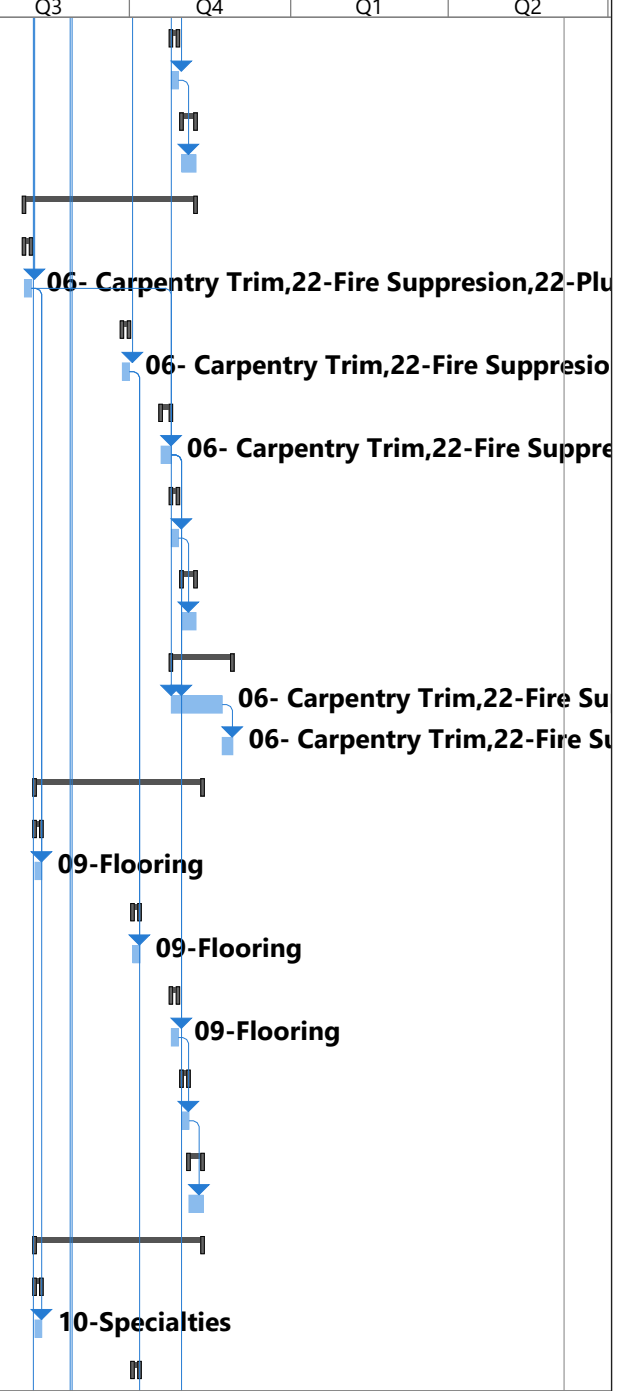 Q3 Q4 Q1 Q2
06- Carpentry Trim,22-Fire Suppresion,22-Plu
06- Carpentry Trim,22-Fire Suppresio
06- Carpentry Trim,22-Fire Suppre
06- Carpentry Trim,22-Fire Su
06- Carpentry Trim,22-Fire Su
09-Flooring
09-Flooring
09-Flooring
10-Specialties